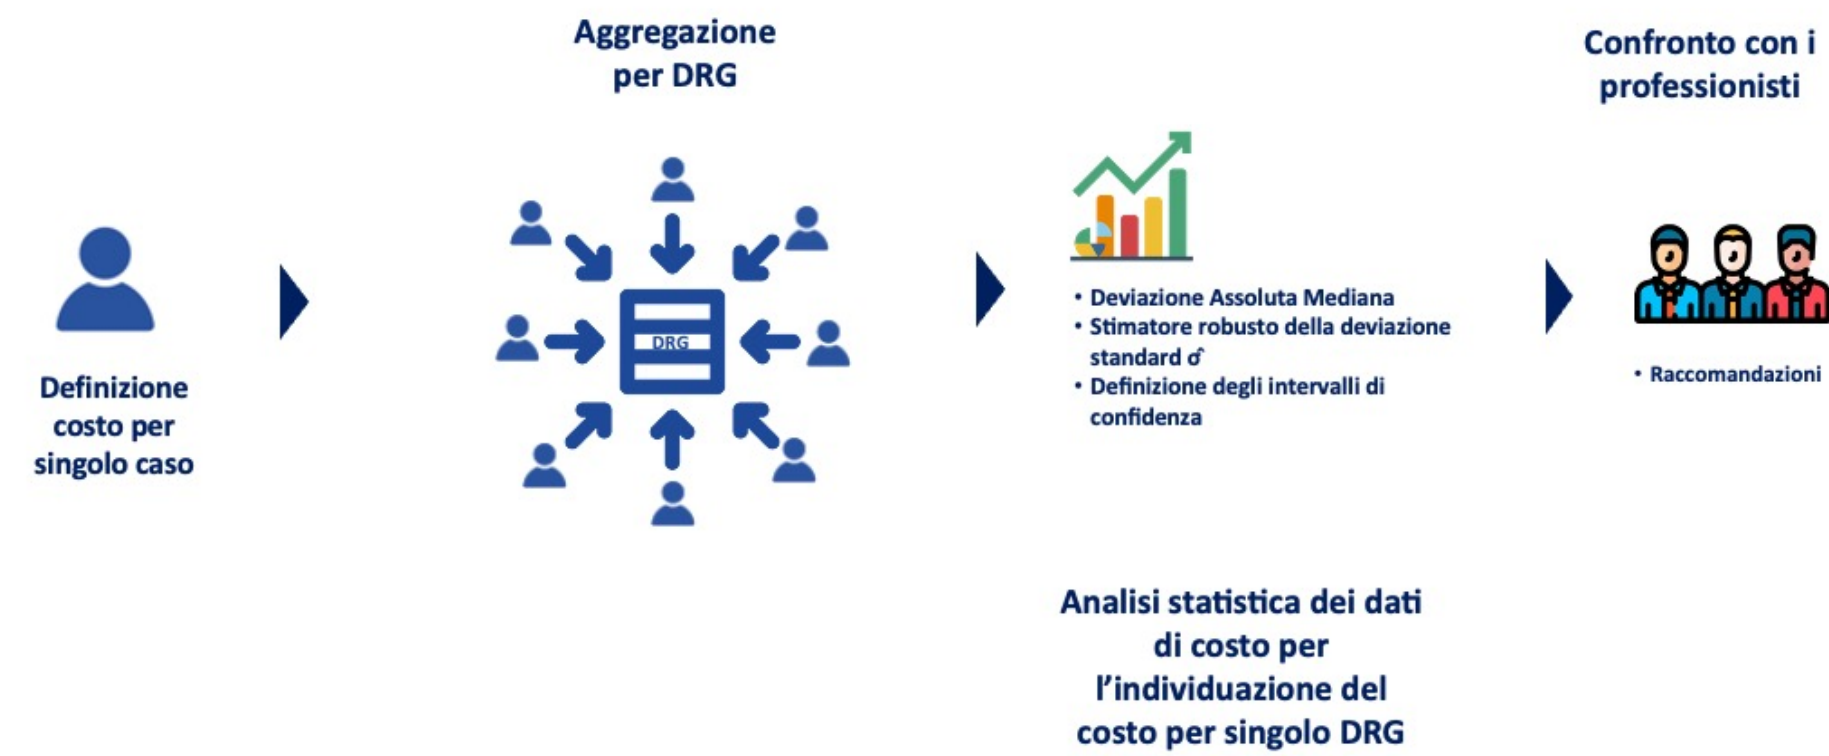 Definizione
costo per
singolo caso
Aggregazione
per DRG
DRG
• Deviazione Assoluta Mediana
• Stimatore robusto della deviazione
standard σ̂
• Definizione degli intervalli di
confidenza
Analisi statistica dei dati
di costo per
l’individuazione del
costo per singolo DRG
Confronto con i
professionisti
• Raccomandazioni